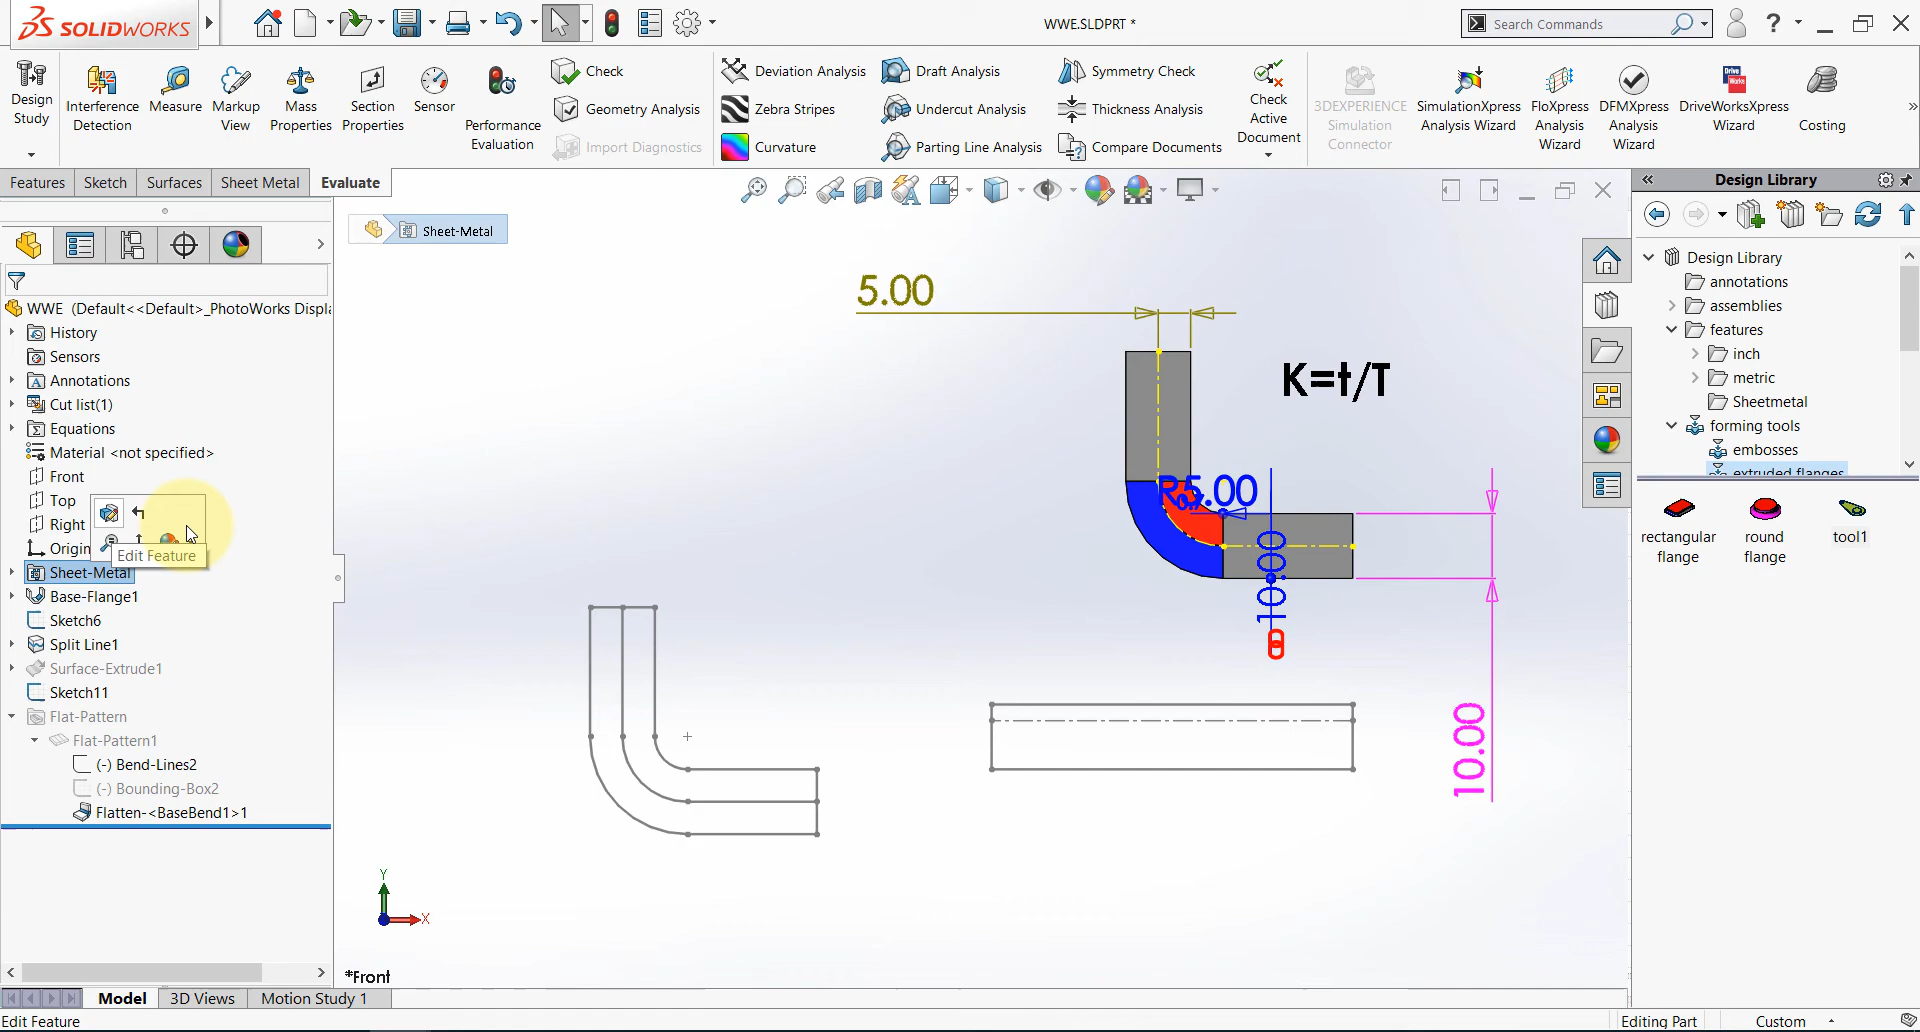 SOLIDWORKS
WWE.SLDPRT *
Search Commands
Design Study
Interference Detection
Measure
Markup View
Mass Properties
Section Properties
Sensor
Performance Evaluation
Check
Geometry Analysis
Import Diagnostics
Deviation Analysis
Zebra Stripes
Curvature
Draft Analysis
Undercut Analysis
Parting Line Analysis
Symmetry Check
Thickness Analysis
Compare Documents
Check Active Document
3DEXPERIENCE Simulation Connector
SimulationXpress Analysis Wizard
FloXpress Analysis Wizard
DFMXpress Analysis Wizard
DriveWorksXpress Wizard
Costing
Features
Sketch
Surfaces
Sheet Metal
Evaluate
WWE (Default<<Default>_PhotoWorks Displ
History
Sensors
Annotations
Cut list(1)
Equations
Material <not specified>
Front
Top
Right
Origin
Edit Feature
Sheet-Metal
Base-Flange1
Sketch6
Split Line1
Surface-Extrude1
Sketch11
Flat-Pattern
Flat-Pattern1
(-) Bend-Lines2
(-) Bounding-Box2
Flatten-<BaseBend1>1
Sheet-Metal
5.00
K=t/T
R5.00
10.00
10.00
Y
X
*Front
Design Library
Design Library
annotations
assemblies
features
inch
metric
Sheetmetal
forming tools
embosses
extruded flanges
rectangular flange
round flange
tool1
Model
3D Views
Motion Study 1
Edit Feature
Editing Part
Custom